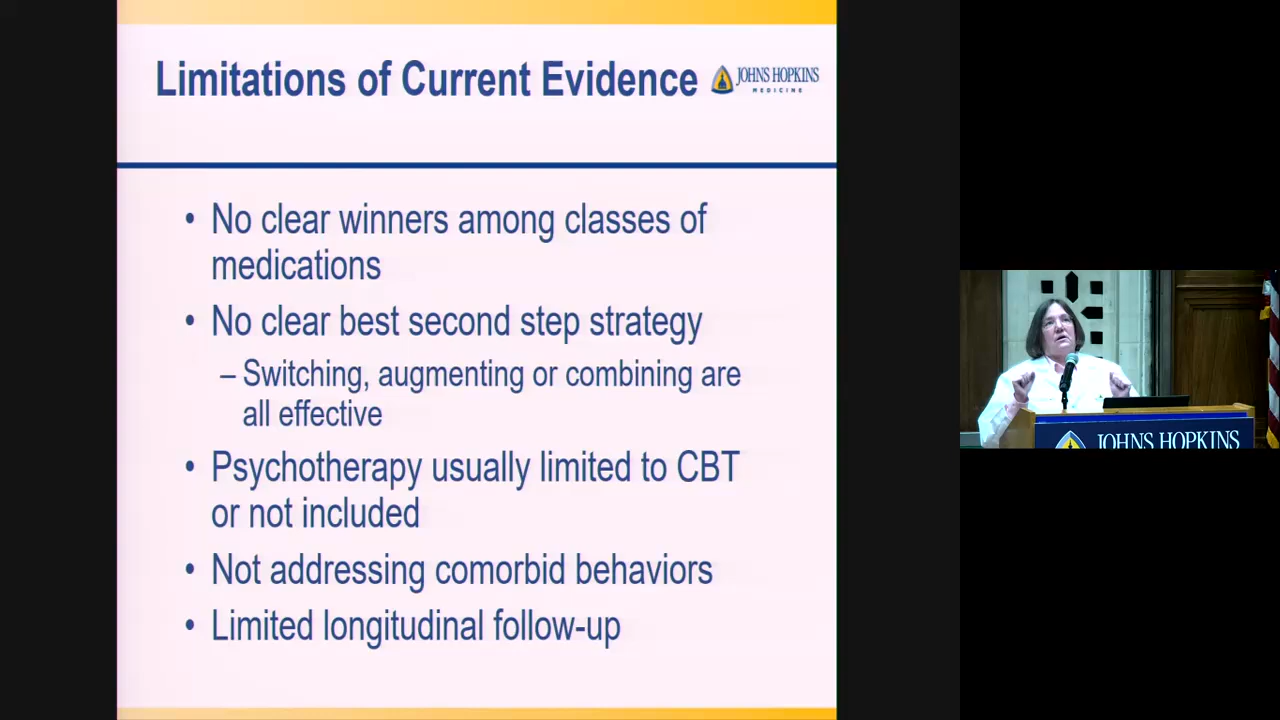 Limitations of Current Evidence
JOHNS HOPKINS
MEDICINE
• No clear winners among classes of
medications
• No clear best second step strategy
– Switching, augmenting or combining are
all effective
• Psychotherapy usually limited to CBT
or not included
• Not addressing comorbid behaviors
• Limited longitudinal follow-up
JOHNS HOPKINS